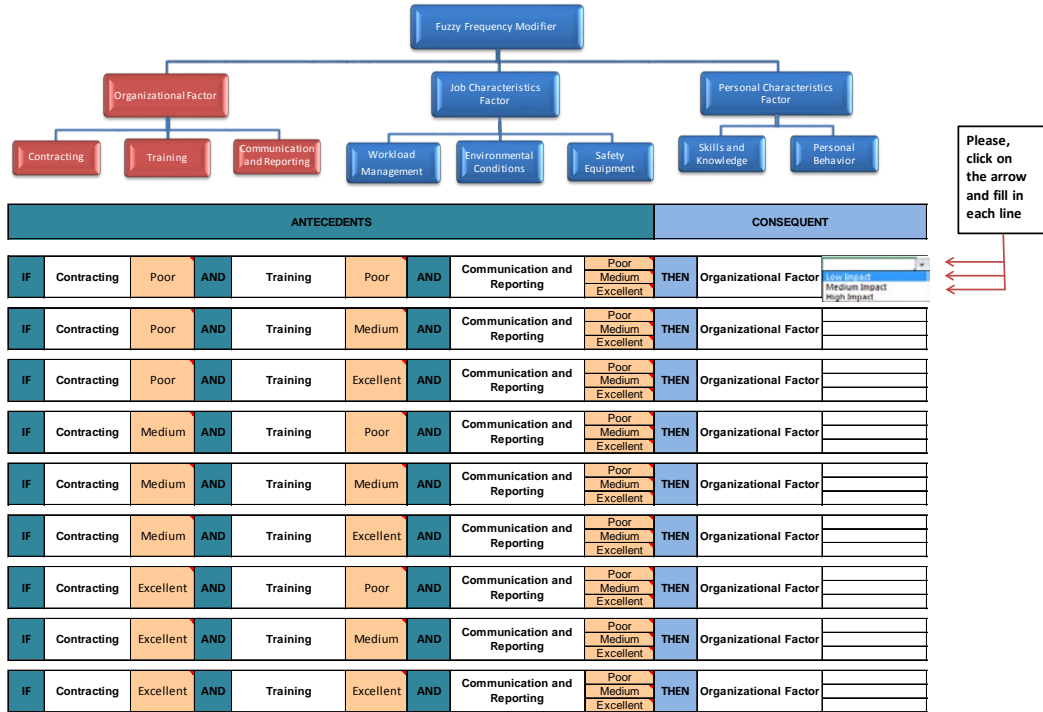 Fuzzy Frequency Modifier
Organizational Factor
Job Characteristics
Factor
Personal Characteristics
Factor
Contracting
Training
Communication
and Reporting
Workload
Management
Environmental
Conditions
Safety
Equipment
Skills and
Knowledge
Personal
Behavior
Please,
click on
the arrow
and fill in
each line
ANTECEDENTS CONSEQUENT
IF Contracting Poor AND Training Poor AND Communication and Reporting Poor Medium Excellent THEN Organizational Factor
Low Impact
Medium Impact
High Impact
IF Contracting Poor AND Training Medium AND Communication and Reporting Poor Medium Excellent THEN Organizational Factor
IF Contracting Poor AND Training Excellent AND Communication and Reporting Poor Medium Excellent THEN Organizational Factor
IF Contracting Medium AND Training Poor AND Communication and Reporting Poor Medium Excellent THEN Organizational Factor
IF Contracting Medium AND Training Medium AND Communication and Reporting Poor Medium Excellent THEN Organizational Factor
IF Contracting Medium AND Training Excellent AND Communication and Reporting Poor Medium Excellent THEN Organizational Factor
IF Contracting Excellent AND Training Poor AND Communication and Reporting Poor Medium Excellent THEN Organizational Factor
IF Contracting Excellent AND Training Medium AND Communication and Reporting Poor Medium Excellent THEN Organizational Factor
IF Contracting Excellent AND Training Excellent AND Communication and Reporting Poor Medium Excellent THEN Organizational Factor